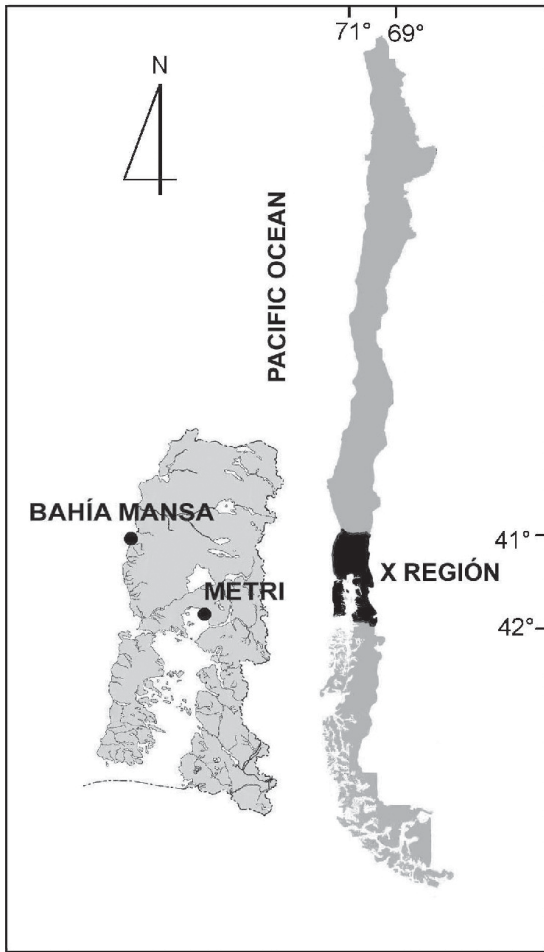 71° 69°
N
PACIFIC OCEAN
BAHÍA MANSA
METRI
41°
X REGIÓN
42°